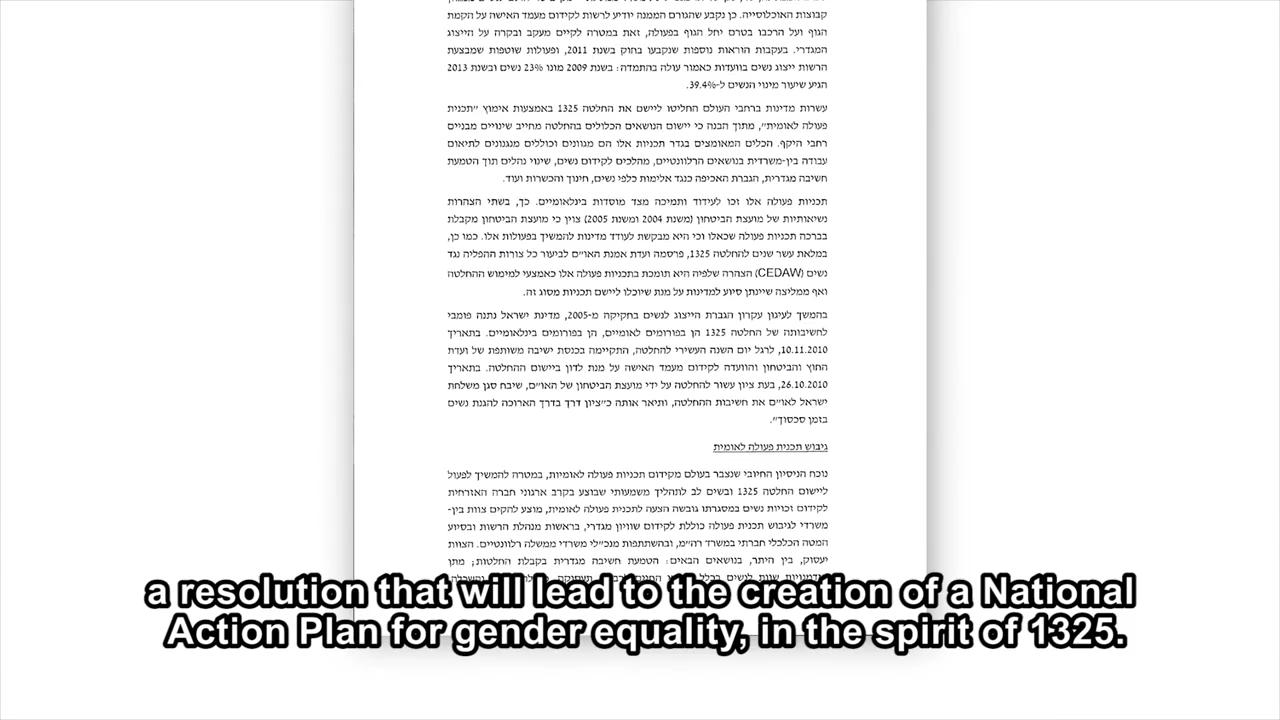 קבוצות האוכלוסייה. כן נקבע שהגורם הממנה יודיע לרשות לקידום מעמד האישה על הקמת
הגוף ועל הרכבו בטרם יחל הגוף בפעולה, זאת במטרה לקיים מעקב ובקרה על הייצוג
המגדרי. בעקבות הוראות נוספות שנקבעו בחוק בשנת 2011, ופעולות שוטפות שמבצעת
הרשות ייצוג נשים בוועדות כאמור עולה בהתמדה: בשנת 2009 מונו 23% נשים ובשנת 2013
הגיע שיעור מינוי הנשים ל-39.4%.
עשרות מדינות ברחבי העולם החליטו ליישם את החלטה 1325 באמצעות אימוץ "תכנית
פעולה לאומית", מתוך הבנה כי יישום הנושאים הכלולים בהחלטה מחייב שינויים מבניים
רחבי היקף. הכלים המאומצים בגדר תכניות אלו הם מגוונים וכוללים מנגנונים לתיאום
עבודה בין-משרדית בנושאים הרלוונטיים, מהלכים לקידום נשים, שינוי נהלים תוך הטמעת
חשיבה מגדרית, הגברת האכיפה כנגד אלימות כלפי נשים, חינוך והכשרות ועוד.
תכניות פעולה אלו זכו לעידוד ותמיכה מצד מוסדות בינלאומיים. כך, בשתי הצהרות
נשיאותיות של מועצת הביטחון (משנת 2004 ומשנת 2005) צוין כי מועצת הביטחון מקבלת
בברכה תכניות פעולה שכאלו וכי היא מבקשת לעודד מדינות להמשיך בפעולות אלו. כמו כן,
במלאת עשר שנים להחלטה 1325, פרסמה ועדת אמנת האו"ם לביעור כל צורות ההפליה נגד
נשים (CEDAW) הצהרה שלפיה היא תומכת בתכניות פעולה אלו כאמצעי למימוש ההחלטה
ואף ממליצה שיינתן סיוע למדינות על מנת שיוכלו ליישם תכניות מסוג זה.
בהמשך לעיגון עקרון הגברת הייצוג לנשים בחקיקה מ-2005, מדינת ישראל נתנה פומבי
לחשיבותה של החלטה 1325 הן בפורומים לאומיים, הן בפורומים בינלאומיים. בתאריך
10.11.2010, לרגל יום השנה העשירי להחלטה, התקיימה בכנסת ישיבה משותפת של ועדת
החוץ והביטחון והוועדה לקידום מעמד האישה על מנת לדון ביישום ההחלטה. בתאריך
26.10.2010, בעת ציון עשור להחלטה על ידי מועצת הביטחון של האו"ם, שיבח סגן משלחת
ישראל לאו"ם את חשיבות ההחלטה, ותיאר אותה כ"ציון דרך בדרך הארוכה להגנת נשים
בזמן סכסוך".
גיבוש תכנית פעולה לאומית
נוכח הניסיון החיובי שנצבר בעולם מקידום תכניות פעולה לאומיות, במטרה להמשיך לפעול
ליישום החלטה 1325 ובשים לב לתהליך משמעותי שבוצע בקרב ארגוני חברה האזרחית
לקידום זכויות נשים במסגרתו גובשה הצעה לתכנית פעולה לאומית, מוצע להקים צוות בין-
משרדי לגיבוש תכנית פעולה כוללת לקידום שוויון מגדרי, בראשות מנהלת הרשות ובסיוע
המטה הכלכלי חברתי במשרד רה"מ, ובהשתתפות מנכ"לי משרדי ממשלה רלוונטיים. הצוות
יעסוק, בין היתר, בנושאים הבאים: הטמעת חשיבה מגדרית בקבלת החלטות; מתן
a resolution that will lead to the creation of a National
Action Plan for gender equality, in the spirit of 1325.